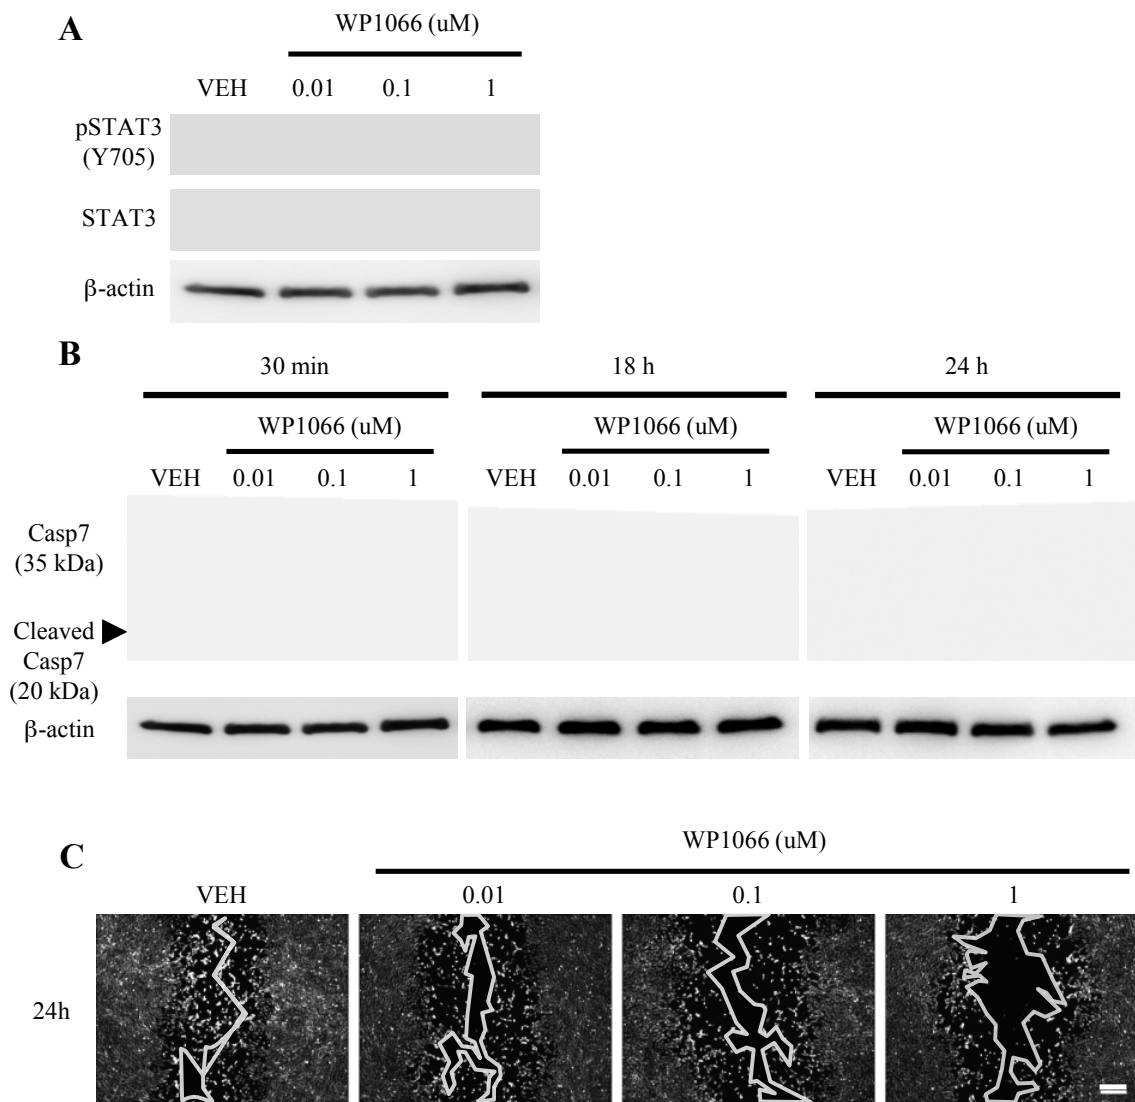 A
WP1066 (uM)
VEH 0.01 0.1 1
pSTAT3
(Y705)
STAT3
β-actin
B
30 min 18 h 24 h
WP1066 (uM) WP1066 (uM) WP1066 (uM)
VEH 0.01 0.1 1 VEH 0.01 0.1 1 VEH 0.01 0.1 1
Casp7
(35 kDa)
Cleaved
Casp7
(20 kDa)
β-actin
WP1066 (uM)
C
VEH 0.01 0.1 1
24h